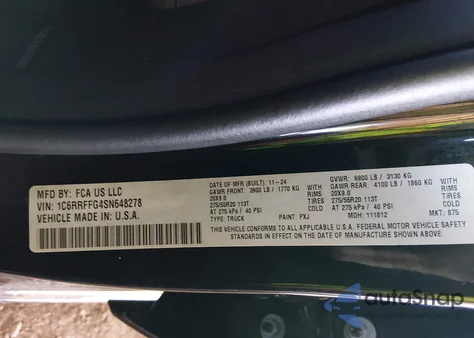 MFD BY: FCA US LLC
DATE OF MFR(BUILT): 11-24
GVWR: 6900 LB / 3130 KG
GAWR FRONT: 3900 LB / 1770 KG WITH
GAWR REAR: 4100 LB / 1860 KG WITH
20X9.0 RIMS
20X9.0 RIMS
275/55R20 113T TIRES
275/55R20 113T TIRES
AT 275 kPa / 40 PSI
AT 275 kPa / 40 PSI
VIN: 1C6RRFFG4SN648278
TYPE: TRUCK
PAINT: PXJ
MDH: 111812
MKT: 875
VEHICLE MADE IN U.S.A.
THIS VEHICLE CONFORMS TO ALL APPLICABLE U.S.A. FEDERAL MOTOR VEHICLE
SAFETY STANDARDS IN EFFECT ON THE DATE OF MANUFACTURE SHOWN ABOVE
autoSnap